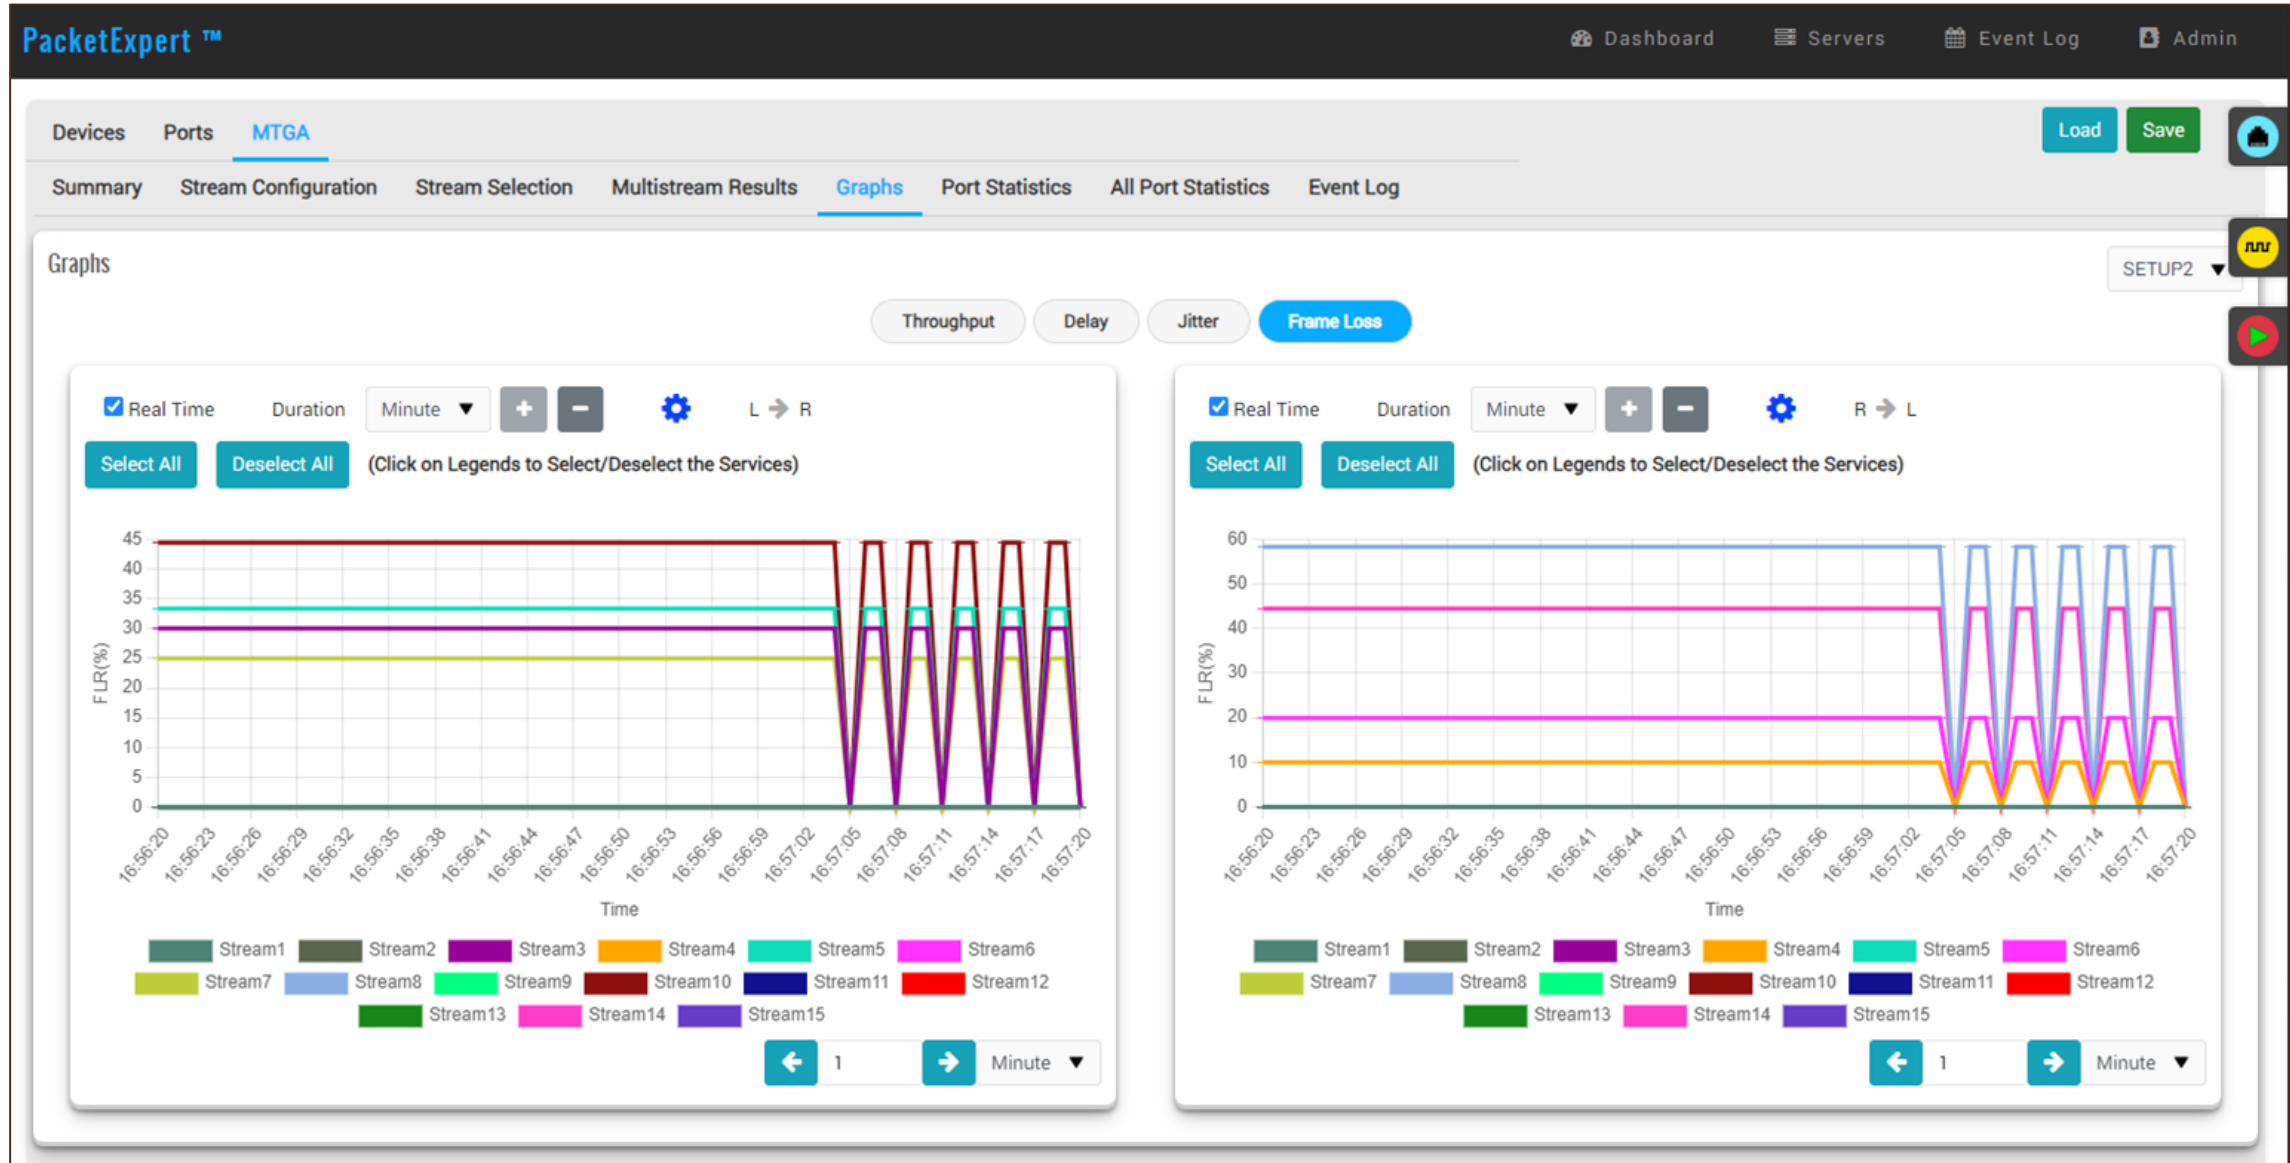 PacketExpert ™ Dashboard Servers Event Log Admin
Devices Ports MTGA Load Save
Summary Stream Configuration Stream Selection Multistream Results Graphs Port Statistics All Port Statistics Event Log
Graphs
SETUP2
Throughput Delay Jitter Frame Loss
Real Time Duration Minute + - L R
Select All Deselect All (Click on Legends to Select/Deselect the Services)
45
40
35
30
25
20
15
10
5
0
FLR(%)
16:56:20 16:56:23 16:56:26 16:56:29 16:56:32 16:56:35 16:56:38 16:56:41 16:56:44 16:56:47 16:56:50 16:56:53 16:56:56 16:56:59 16:57:02 16:57:05 16:57:08 16:57:11 16:57:14 16:57:17 16:57:20
Time
Stream1 Stream2 Stream3 Stream4 Stream5 Stream6
Stream7 Stream8 Stream9 Stream10 Stream11 Stream12
Stream13 Stream14 Stream15
1 Minute
Real Time Duration Minute + - R L
Select All Deselect All (Click on Legends to Select/Deselect the Services)
60
50
40
30
20
10
0
FLR(%)
16:56:20 16:56:23 16:56:26 16:56:29 16:56:32 16:56:35 16:56:38 16:56:41 16:56:44 16:56:47 16:56:50 16:56:53 16:56:56 16:56:59 16:57:02 16:57:05 16:57:08 16:57:11 16:57:14 16:57:17 16:57:20
Time
Stream1 Stream2 Stream3 Stream4 Stream5 Stream6
Stream7 Stream8 Stream9 Stream10 Stream11 Stream12
Stream13 Stream14 Stream15
1 Minute